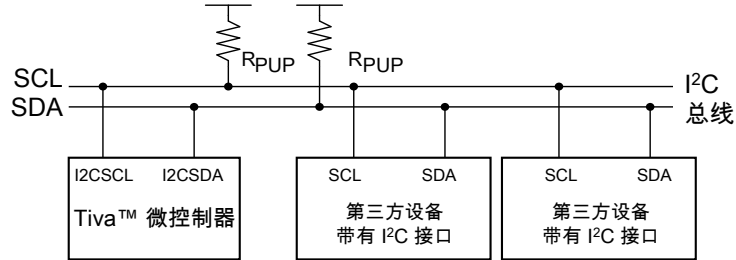 RPUP
RPUP
SCL
I²C
SDA
总线
I2CSCL I2CSDA
SCL SDA
SCL SDA
Tiva™ 微控制器
第三方设备
带有 I²C 接口
第三方设备
带有 I²C 接口